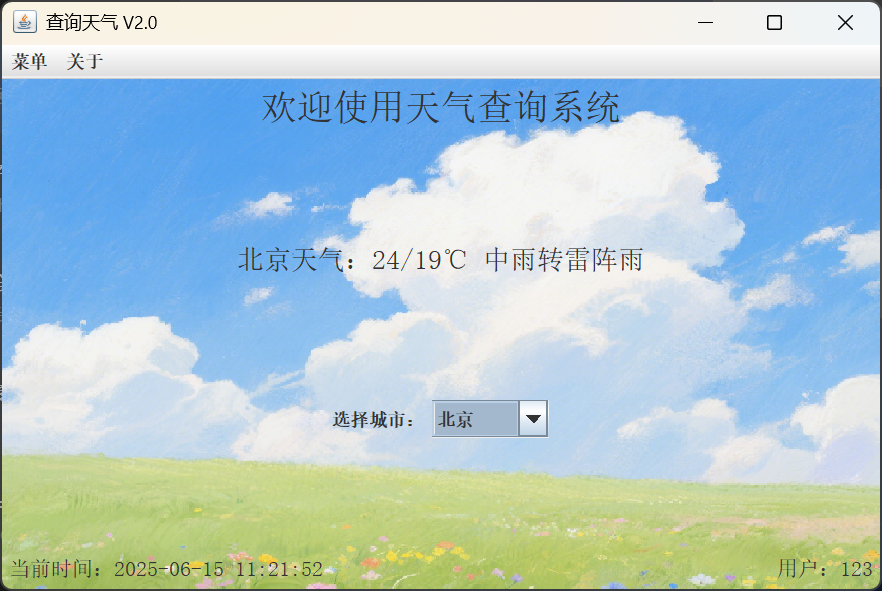 查询天气 V2.0
菜单 关于
欢迎使用天气查询系统
北京天气：24/19℃ 中雨转雷阵雨
选择城市： 北京
当前时间：2025-06-15 11:21:52 用户：123